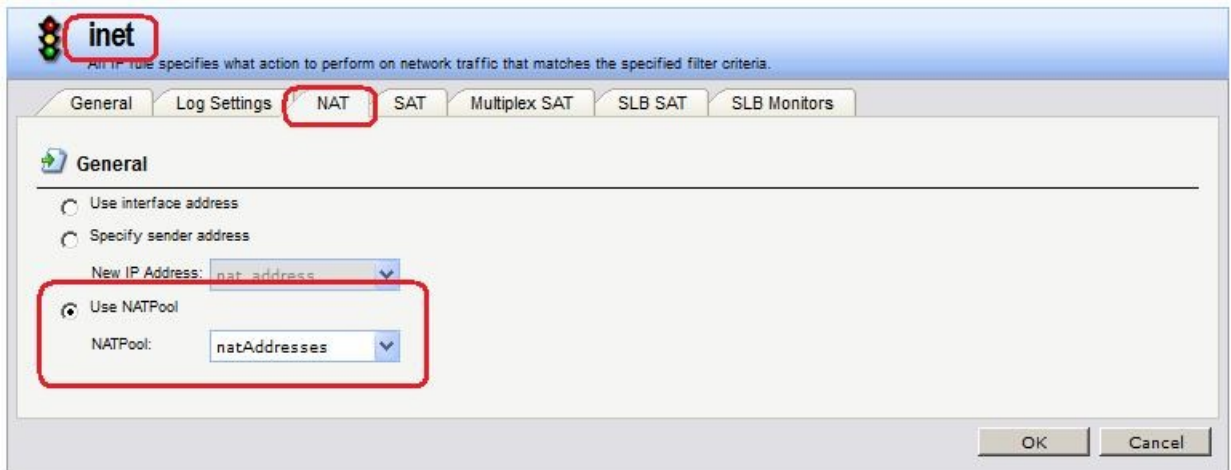 inet
An IP rule specifies what action to perform on network traffic that matches the specified filter criteria.
General Log Settings NAT SAT Multiplex SAT SLB SAT SLB Monitors
General
Use interface address
Specify sender address
New IP Address: nat_address
Use NATPool
NATPool: natAddresses
OK Cancel